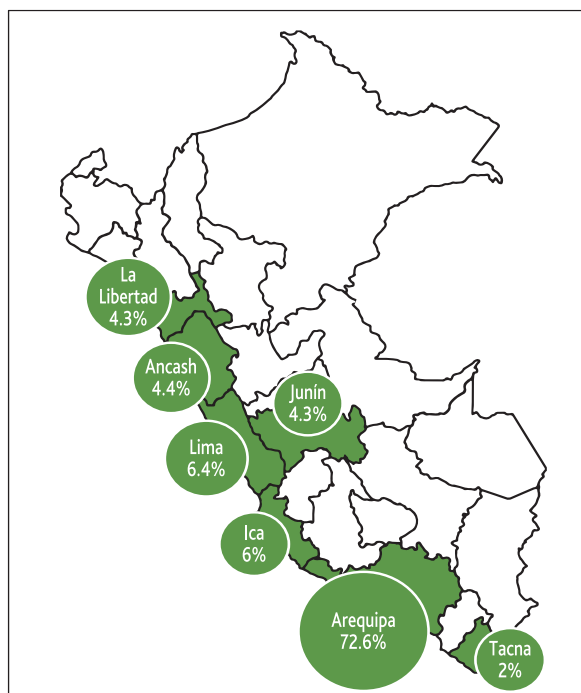 La
Libertad
4.3%
Ancash
4.4%
Junín
4.3%
Lima
6.4%
Ica
6%
Arequipa
72.6%
Tacna
2%